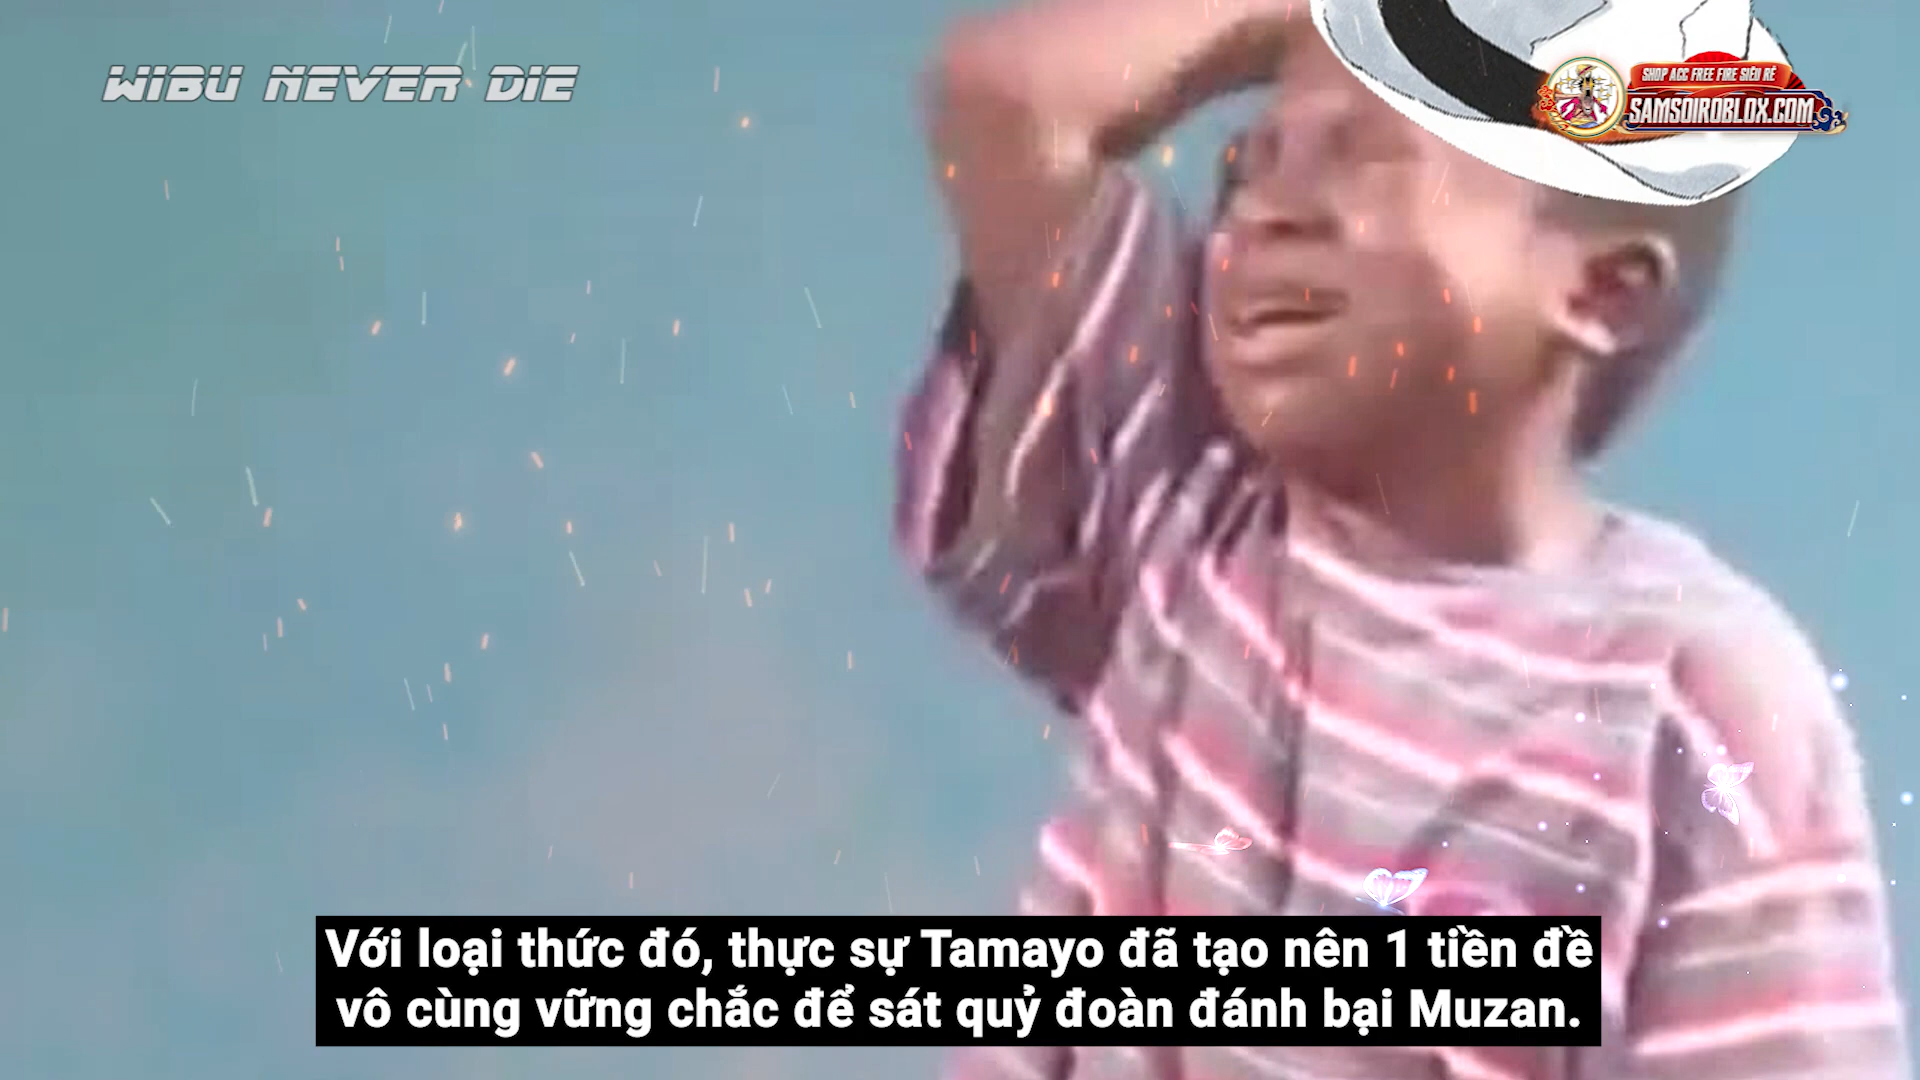 WIBU NEVER DIE
SHOP ACC FREE FIRE SIÊU RẺ
SAMSOIROBLOX.COM
Với loại thức đó, thực sự Tamayo đã tạo nên 1 tiền đề
vô cùng vững chắc để sát quỷ đoàn đánh bại Muzan.